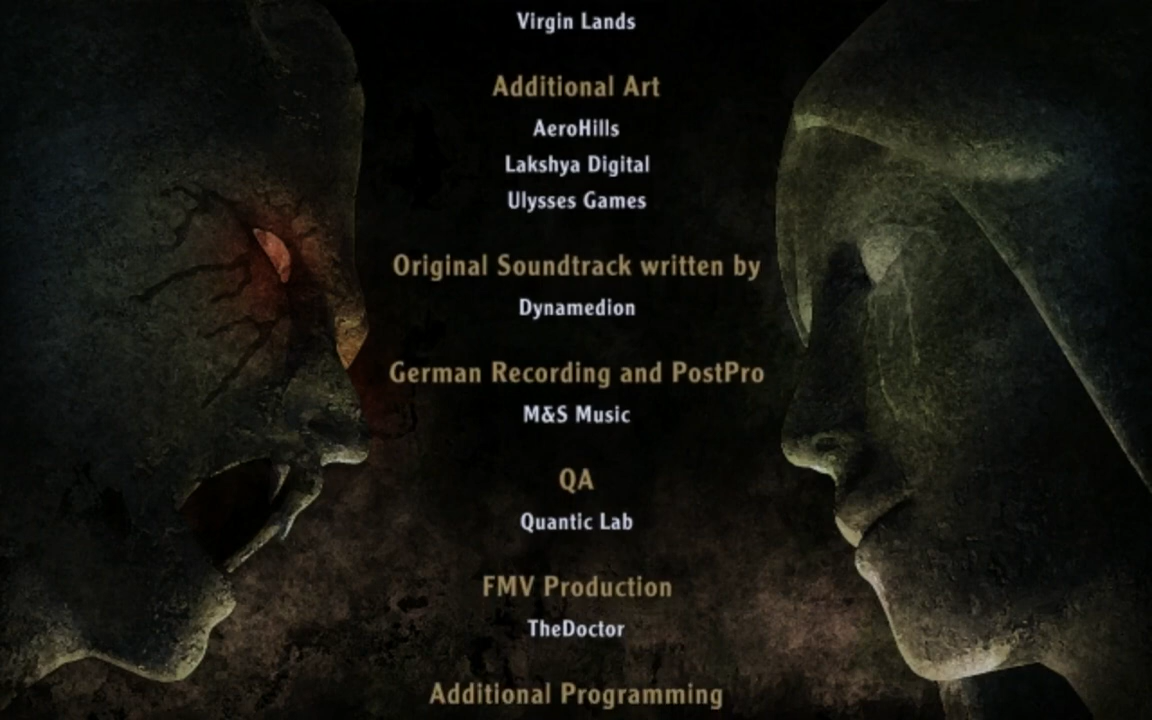 Virgin Lands
Additional Art
AeroHills
Lakshya Digital
Ulysses Games
Original Soundtrack written by
Dynamedion
German Recording and PostPro
M&S Music
QA
Quantic Lab
FMV Production
TheDoctor
Additional Programming